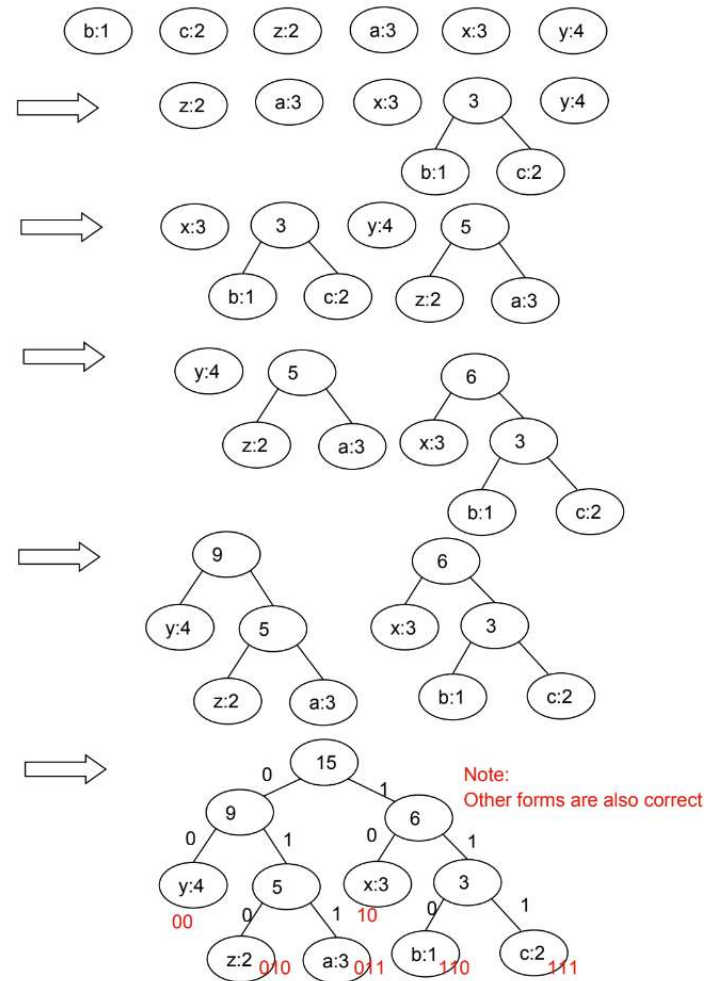 b:1 c:2 z:2 a:3 x:3 y:4
z:2 a:3 x:3 3 y:4
b:1 c:2
x:3 3 y:4 5
b:1 c:2 z:2 a:3
y:4 5 6
z:2 a:3 x:3 3
b:1 c:2
9 6
y:4 5 x:3 3
z:2 a:3 b:1 c:2
15
0 1
Note:
Other forms are also correct
9 6
0 1 0 1
y:4 5 x:3 3
00 0 1 10 0 1
z:2 010 a:3 011 b:1 110 c:2 111